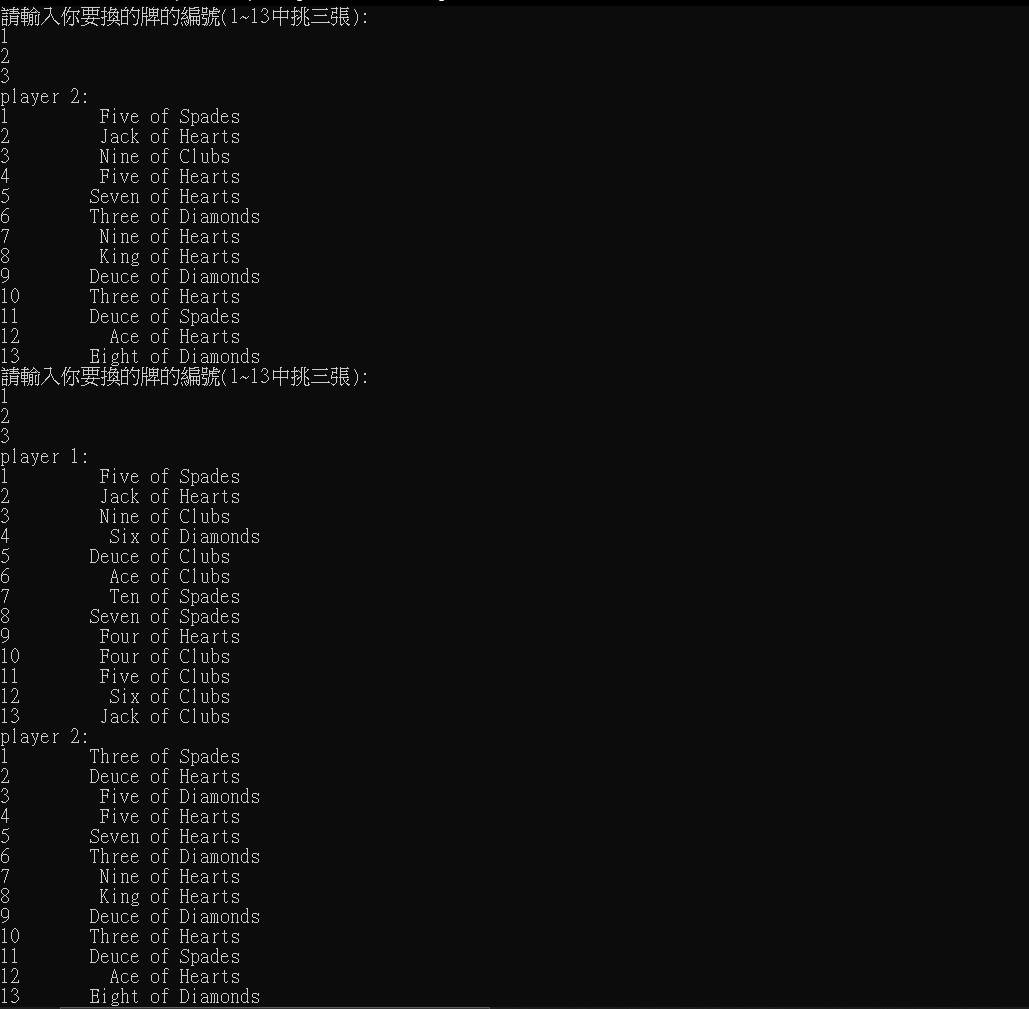 請輸入你要換的牌的編號(1~13中挑三張):
1
2
3
player 2:
1 Five of Spades
2 Jack of Hearts
3 Nine of Clubs
4 Five of Hearts
5 Seven of Hearts
6 Three of Diamonds
7 Nine of Hearts
8 King of Hearts
9 Deuce of Diamonds
10 Three of Hearts
11 Deuce of Spades
12 Ace of Hearts
13 Eight of Diamonds
請輸入你要換的牌的編號(1~13中挑三張):
1
2
3
player 1:
1 Five of Spades
2 Jack of Hearts
3 Nine of Clubs
4 Six of Diamonds
5 Deuce of Clubs
6 Ace of Clubs
7 Ten of Spades
8 Seven of Spades
9 Four of Hearts
10 Four of Clubs
11 Five of Clubs
12 Six of Clubs
13 Jack of Clubs
player 2:
1 Three of Spades
2 Deuce of Hearts
3 Five of Diamonds
4 Five of Hearts
5 Seven of Hearts
6 Three of Diamonds
7 Nine of Hearts
8 King of Hearts
9 Deuce of Diamonds
10 Three of Hearts
11 Deuce of Spades
12 Ace of Hearts
13 Eight of Diamonds